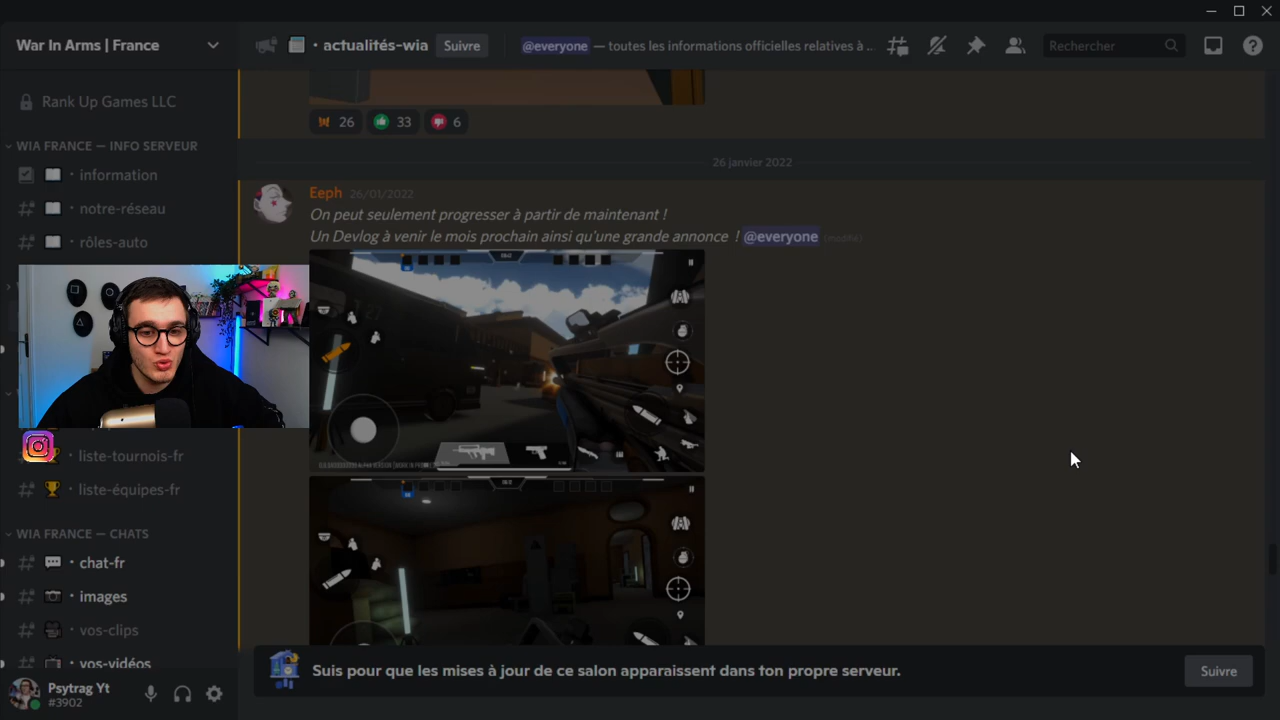 War In Arms | France
• actualités-wia
Suivre
@everyone — toutes les informations officielles relatives à ...
Rechercher
Rank Up Games LLC
WIA FRANCE — INFO SERVEUR
• information
• notre-réseau
• rôles-auto
• liste-tournois-fr
• liste-équipes-fr
WIA FRANCE — CHATS
• chat-fr
• images
• vos-clips
• vos-vidéos
Psytrag Yt
#3902
26
33
6
26 janvier 2022
Eeph 26/01/2022
On peut seulement progresser à partir de maintenant !
Un Devlog à venir le mois prochain ainsi qu'une grande annonce ! @everyone (modifié)
Suis pour que les mises à jour de ce salon apparaissent dans ton propre serveur.
Suivre